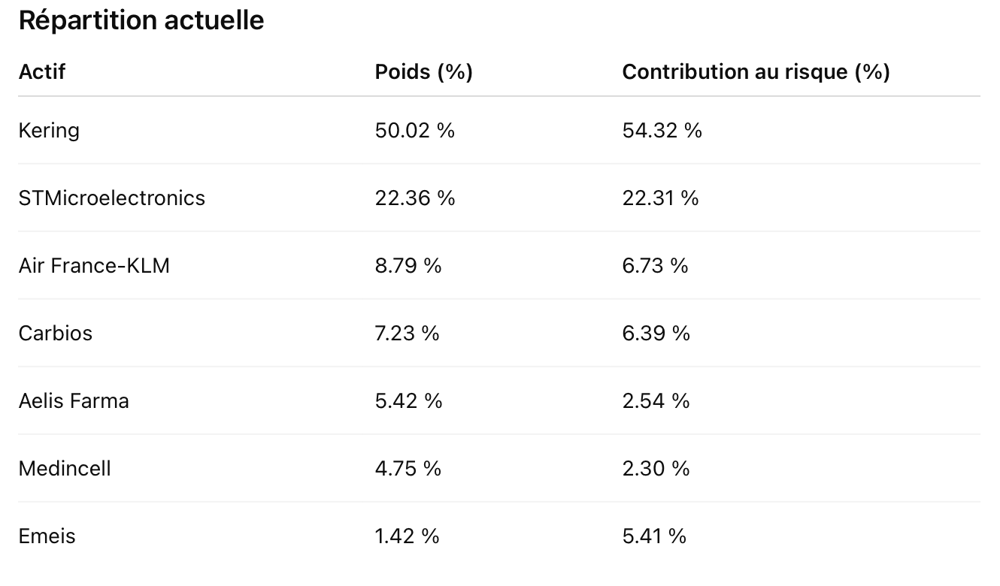 Répartition actuelle
Actif Poids (%) Contribution au risque (%)
Kering 50.02 % 54.32 %
STMicroelectronics 22.36 % 22.31 %
Air France-KLM 8.79 % 6.73 %
Carbios 7.23 % 6.39 %
Aelis Farma 5.42 % 2.54 %
Medincell 4.75 % 2.30 %
Emeis 1.42 % 5.41 %